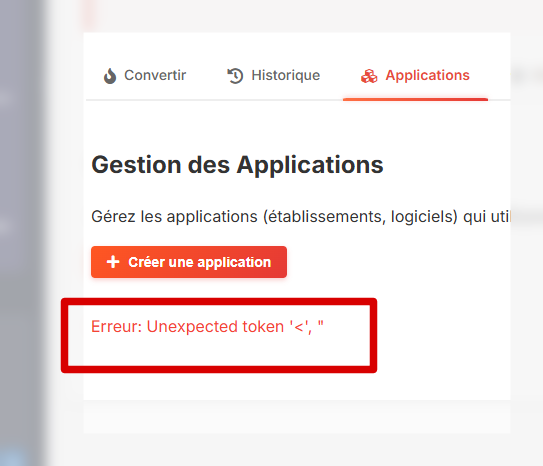 Convertir Historique Applications
Gestion des Applications
Gérez les applications (établissements, logiciels) qui uti
Créer une application
Erreur: Unexpected token '<', "